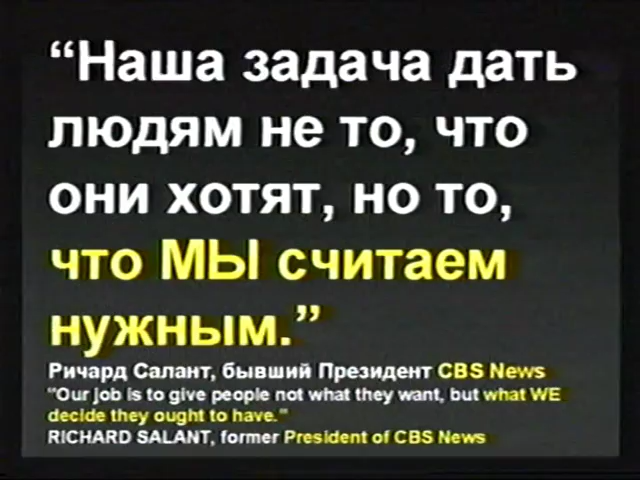 “Наша задача дать
людям не то, что
они хотят, но то,
что МЫ считаем
нужным.”
Ричард Салант, бывший Президент CBS News
"Our job is to give people not what they want, but what WE
decide they ought to have."
RICHARD SALANT, former President of CBS News